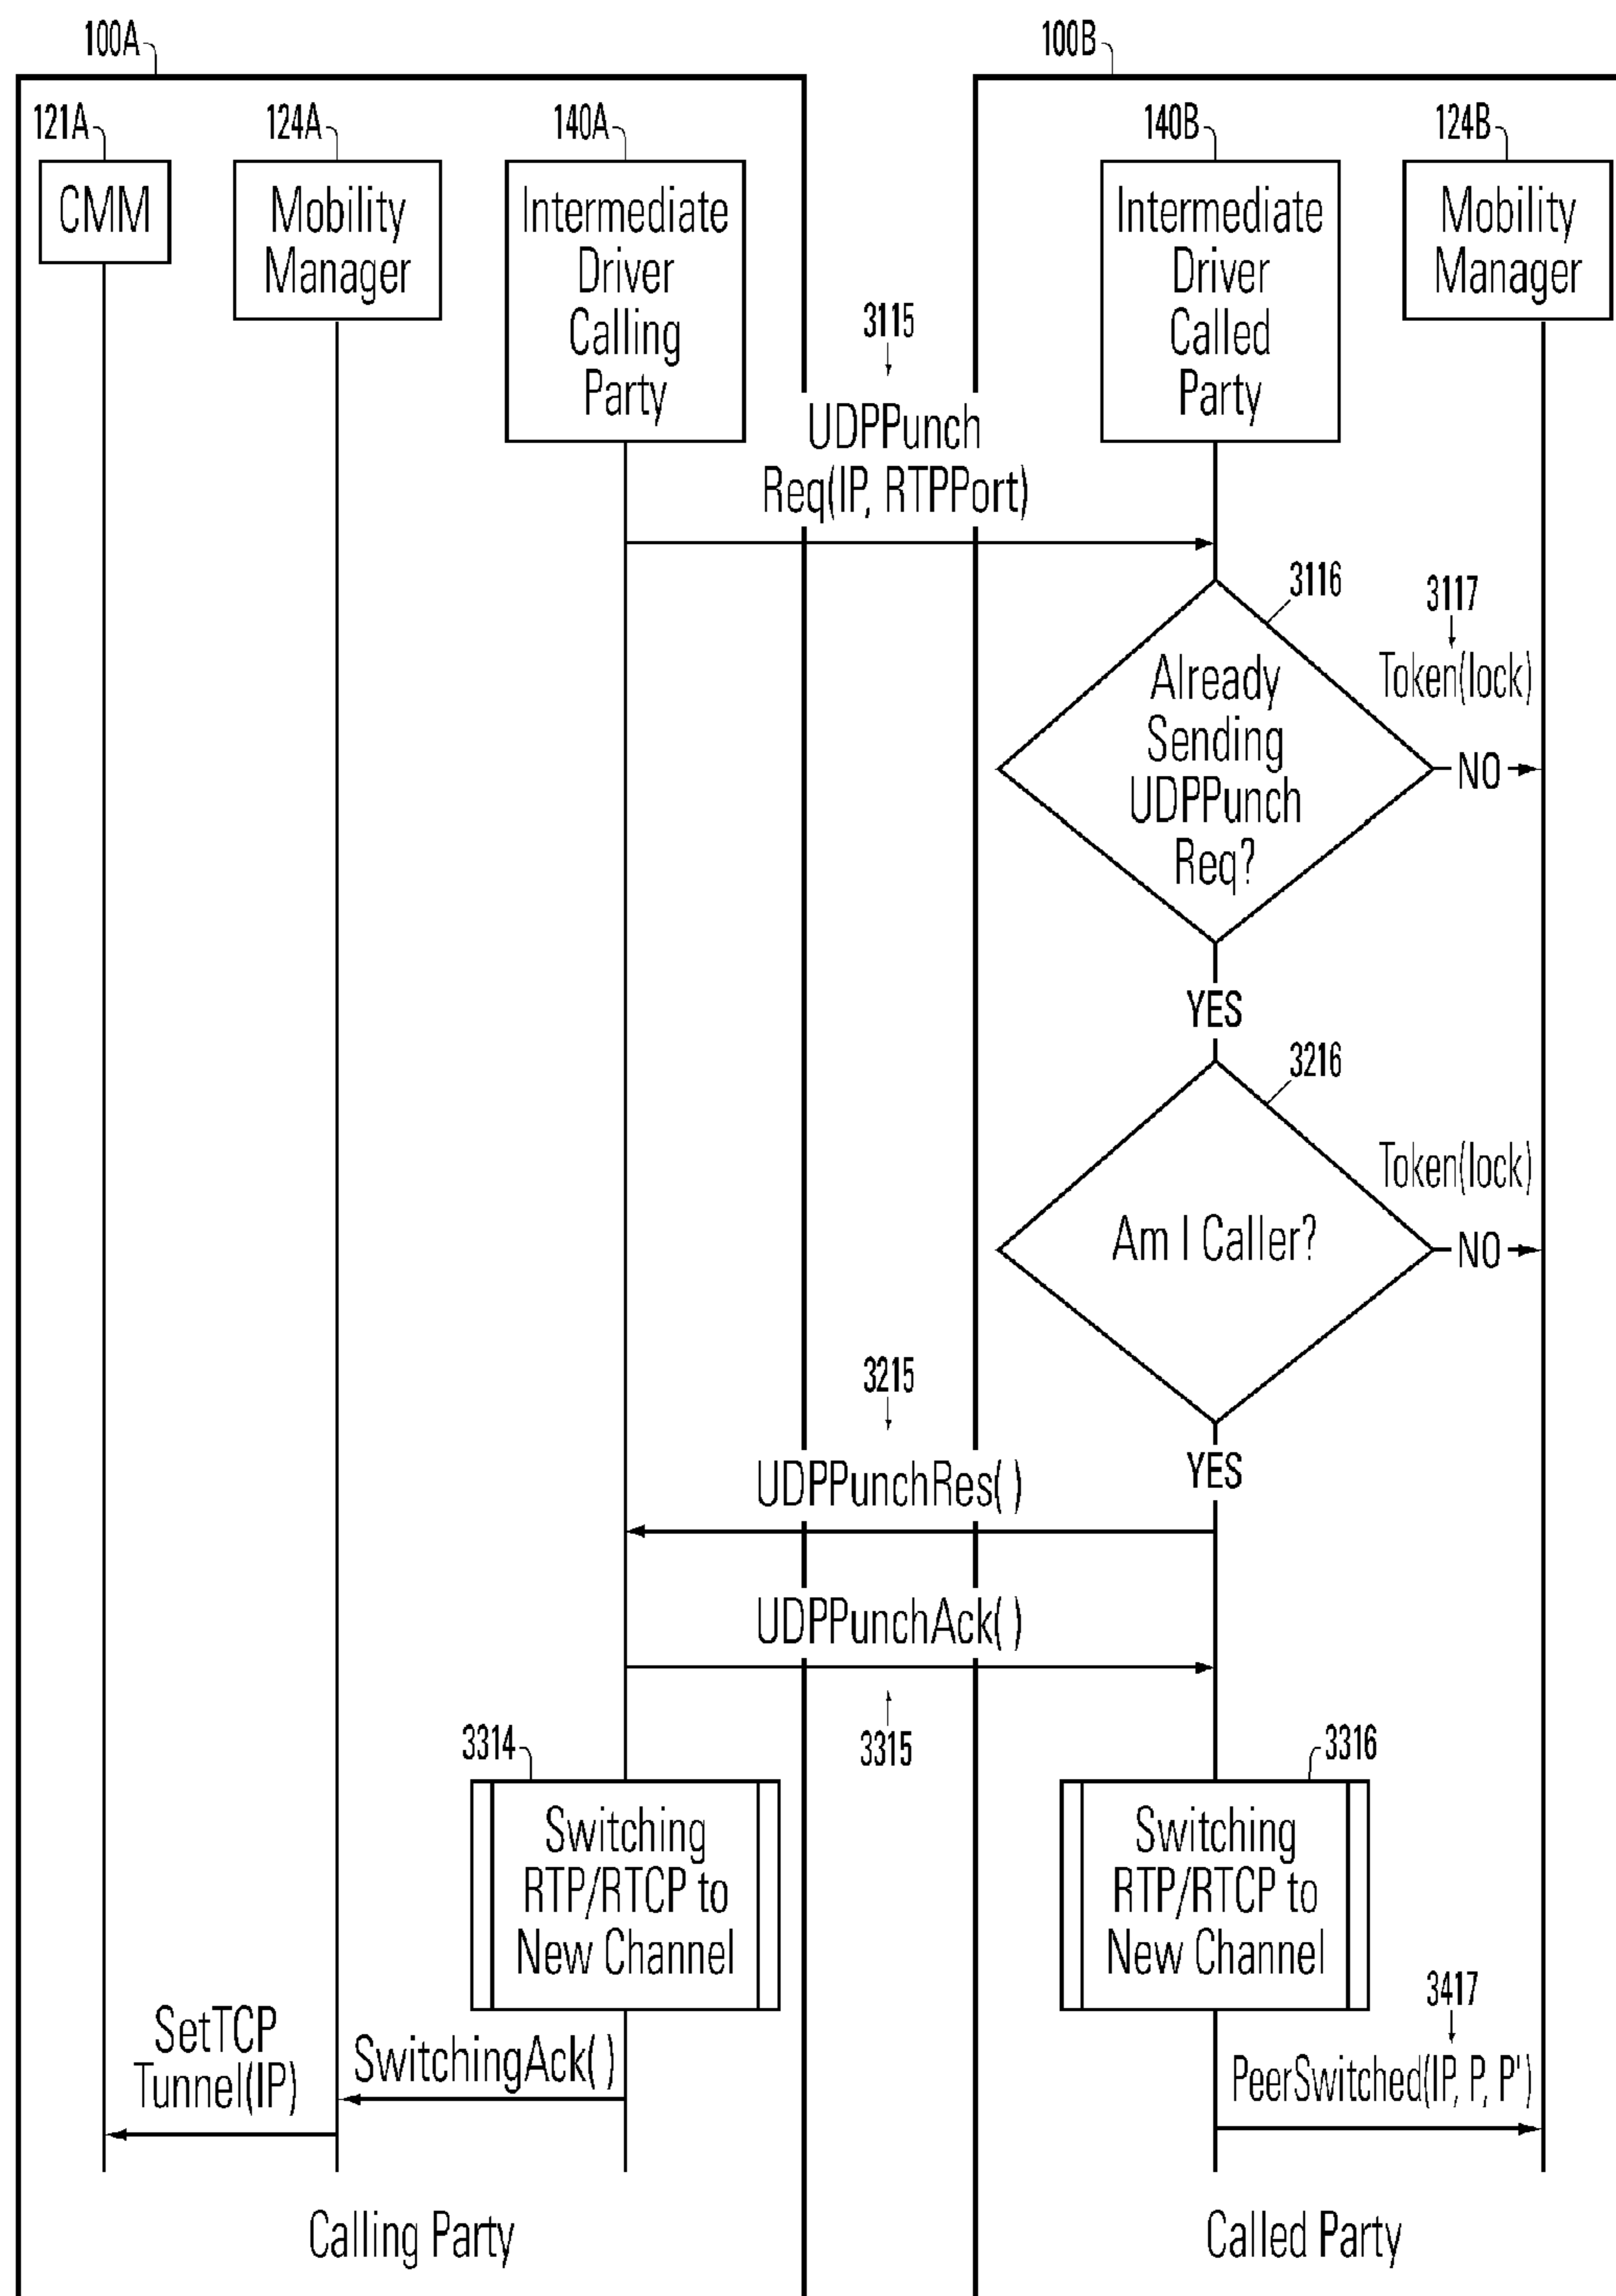 100A
100B
121A
124A
140A
140B
124B
CMM
Mobility
Manager
Intermediate
Driver
Calling
Party
Intermediate
Driver
Called
Party
Mobility
Manager
3115
UDPPunch
Req(IP, RTPPort)
3116
3117
Already
Sending
UDPPunch
Req?
Token(lock)
NO
YES
3216
Token(lock)
Am I Caller?
NO
3215
YES
UDPPunchRes( )
UDPPunchAck( )
3315
3314
3316
Switching
RTP/RTCP to
New Channel
Switching
RTP/RTCP to
New Channel
3417
SetTCP
Tunnel(IP)
SwitchingAck( )
PeerSwitched(IP, P, P')
Calling Party
Called Party